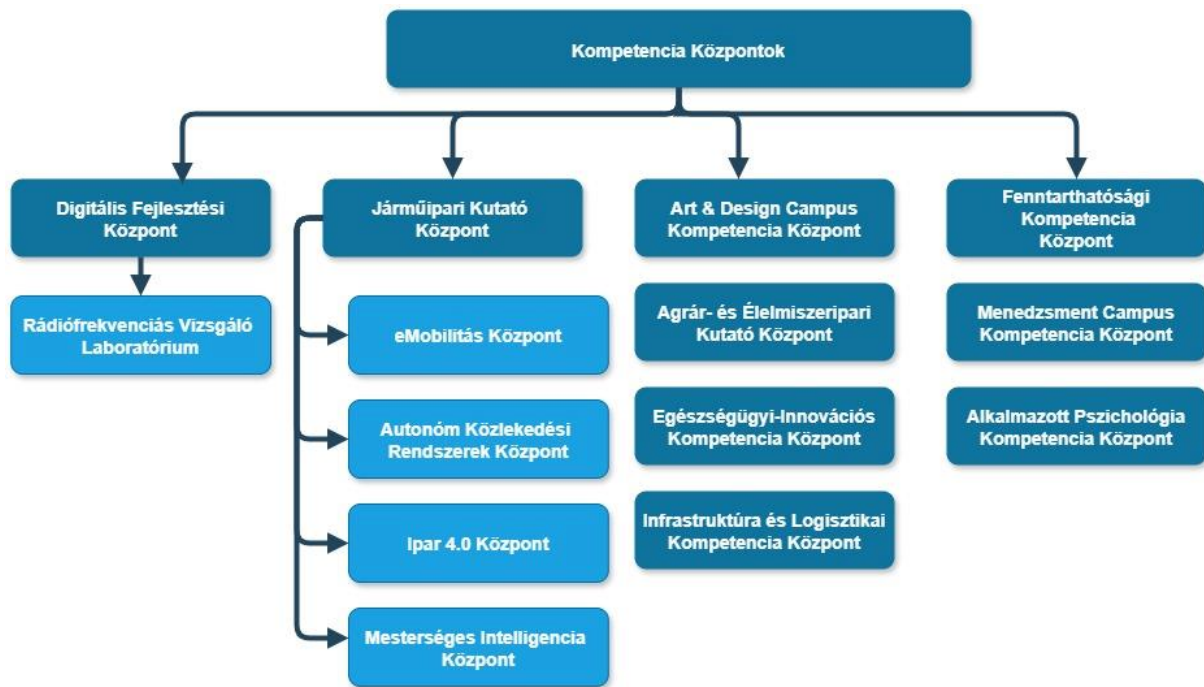 Kompetencia Központok
Digitális Fejlesztési
Központ
Rádiófrekvenciás Vizsgáló
Laboratórium
Járműipari Kutató
Központ
eMobilitás Központ
Autonóm Közlekedési
Rendszerek Központ
Ipar 4.0 Központ
Mesterséges Intelligencia
Központ
Art & Design Campus
Kompetencia Központ
Agrár- és Élelmiszeripari
Kutató Központ
Egészségügyi-Innovációs
Kompetencia Központ
Infrastruktúra és Logisztikai
Kompetencia Központ
Fenntarthatósági
Kompetencia
Központ
Menedzsment Campus
Kompetencia Központ
Alkalmazott Pszichológia
Kompetencia Központ